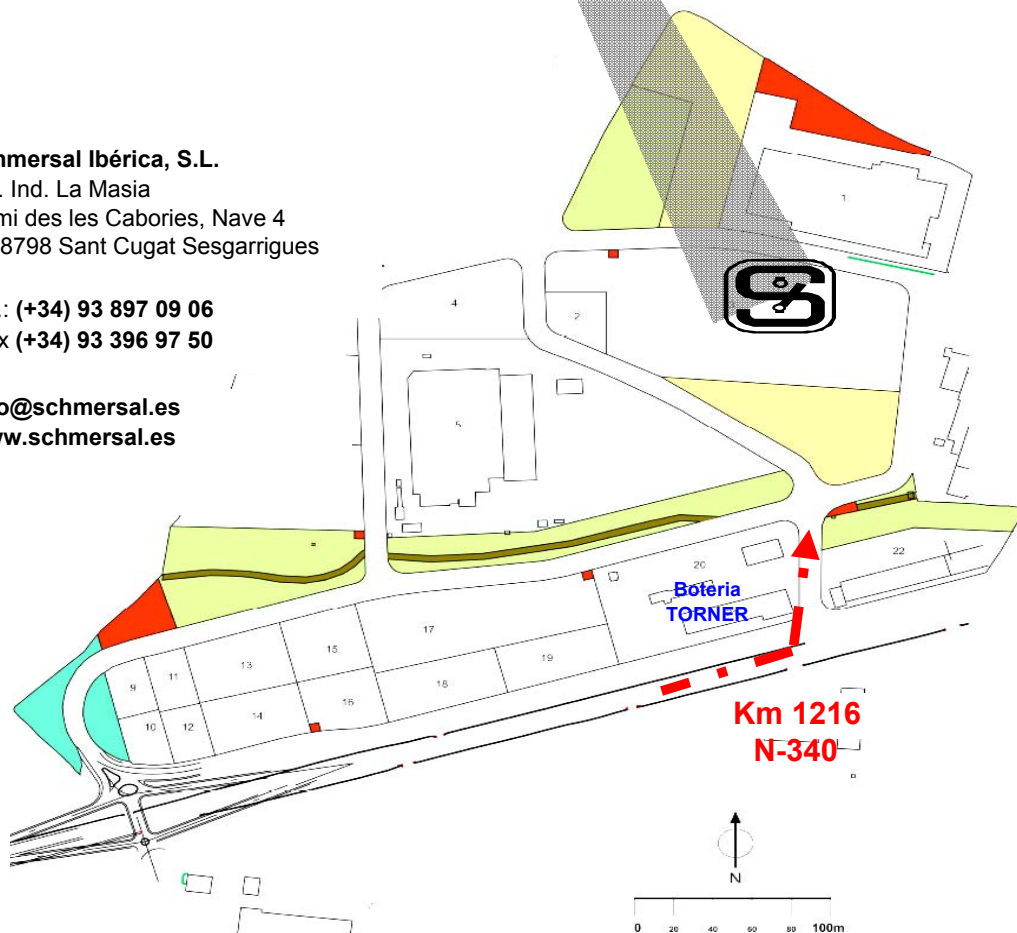 mmersal Ibérica, S.L.
. Ind. La Masia
mi des les Cabories, Nave 4
8798 Sant Cugat Sesgarrigues
.: (+34) 93 897 09 06
x (+34) 93 396 97 50
o@schmersal.es
w.schmersal.es
1
4
2
5
20
22
Boteria
TORNER
17
15
13
11
9
19
18
16
14
12
10
Km 1216
N-340
N
0 20 40 60 80 100m